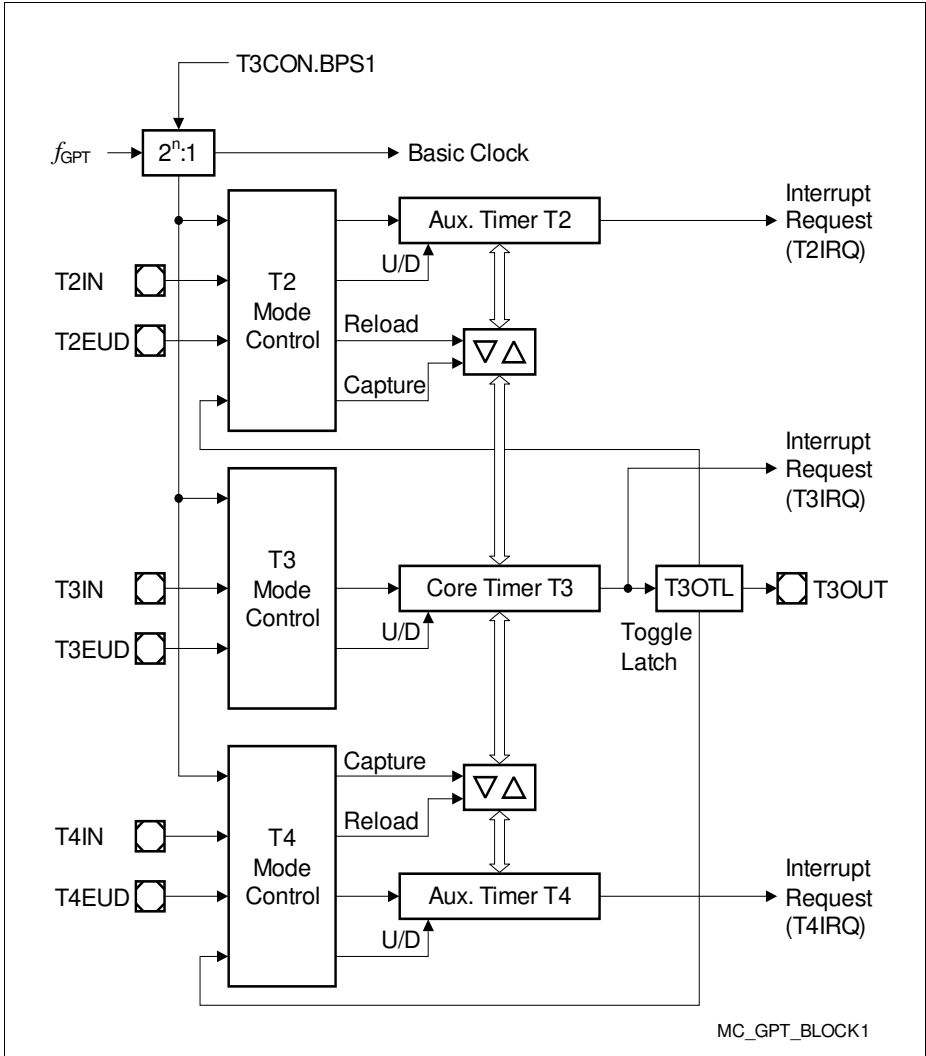 T3CON.BPS1
fGPT
2n:1
Basic Clock
Interrupt
Request
(T2IRQ)
Aux. Timer T2
U/D
T2IN
T2
Mode
Control
T2EUD
Reload
Capture
Interrupt
Request
(T3IRQ)
T3
Mode
Control
T3IN
Core Timer T3
T3OTL
T3OUT
U/D
T3EUD
Toggle
Latch
Capture
Reload
T4IN
T4
Mode
Control
T4EUD
Aux. Timer T4
U/D
Interrupt
Request
(T4IRQ)
MC_GPT_BLOCK1